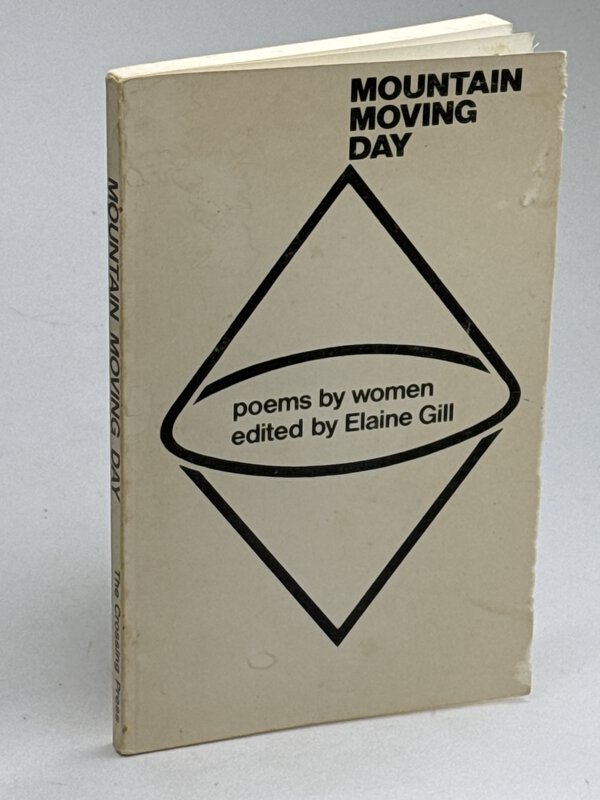 MOUNTAIN
MOVING
DAY
poems by women
edited by Elaine Gill
MOUNTAIN MOVING DAY
The Crossing Press